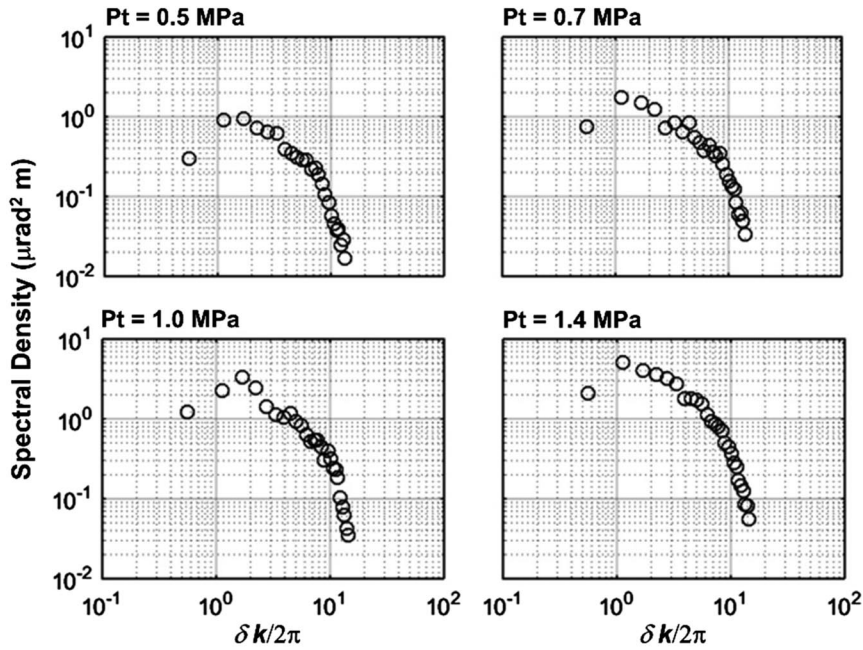 Pt = 0.5 MPa
Pt = 0.7 MPa
10¹
10⁰
10⁻¹
10⁻²
Pt = 1.0 MPa
Pt = 1.4 MPa
10¹
10⁰
10⁻¹
10⁻²
10⁻¹ 10⁰ 10¹ 10²
10⁻¹ 10⁰ 10¹ 10²
δ k/2π
δ k/2π
Spectral Density (μrad² m)